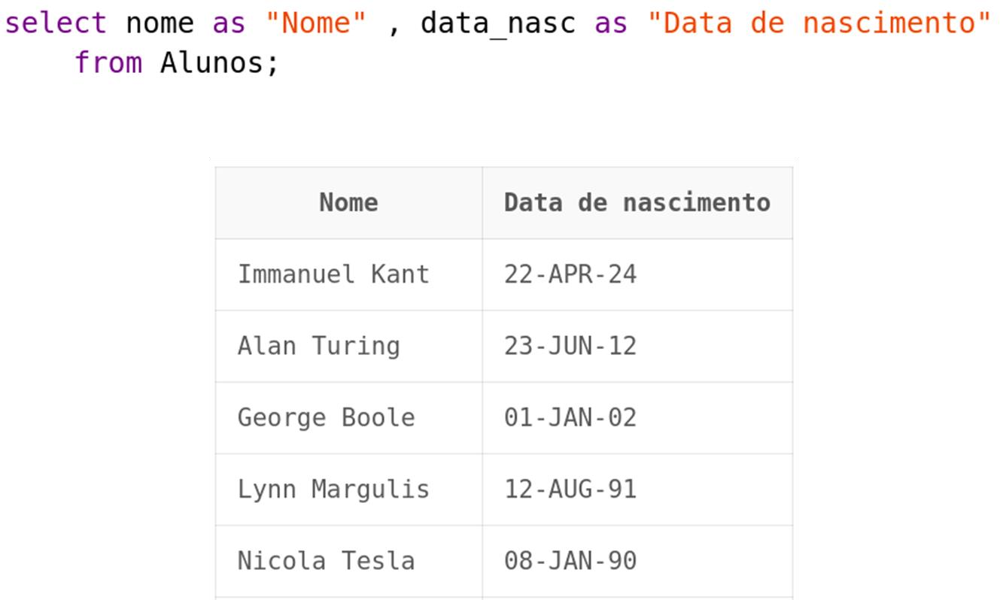 select nome as "Nome" , data_nasc as "Data de nascimento"
from Alunos;
Nome Data de nascimento
Immanuel Kant 22-APR-24
Alan Turing 23-JUN-12
George Boole 01-JAN-02
Lynn Margulis 12-AUG-91
Nicola Tesla 08-JAN-90